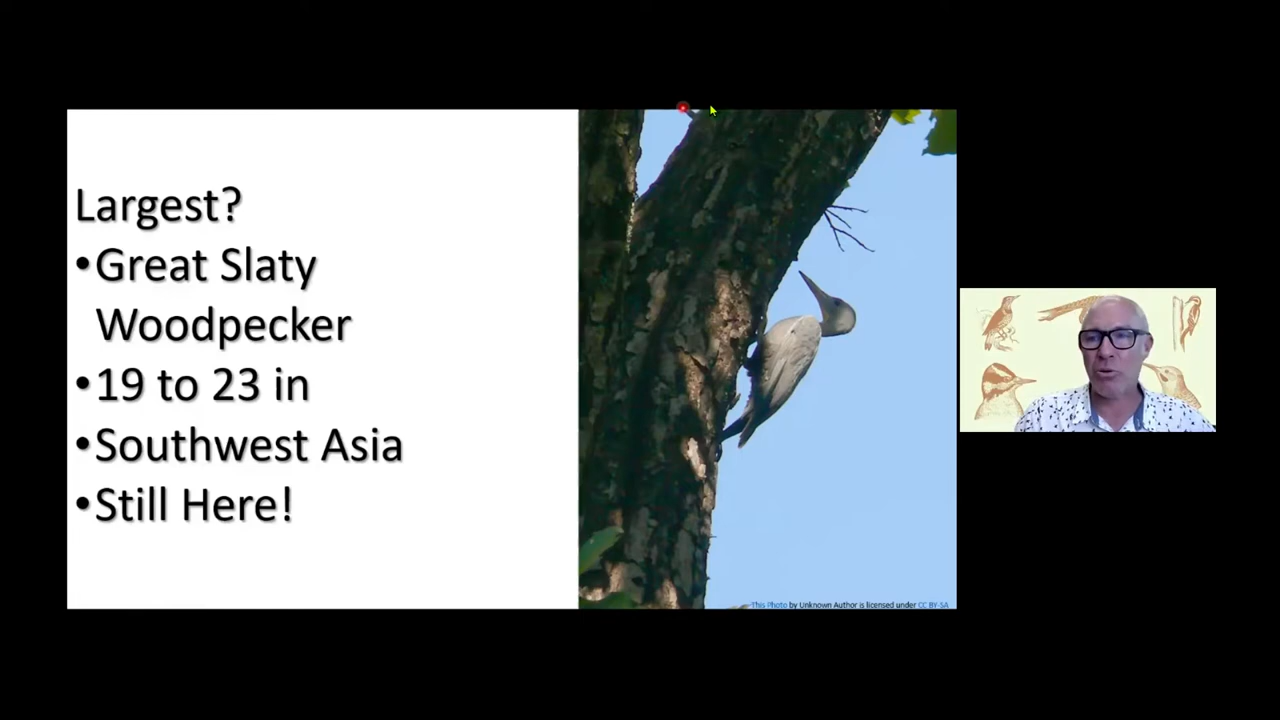 Largest?
•Great Slaty
Woodpecker
•19 to 23 in
•Southwest Asia
•Still Here!
This Photo by Unknown Author is licensed under CC BY-SA